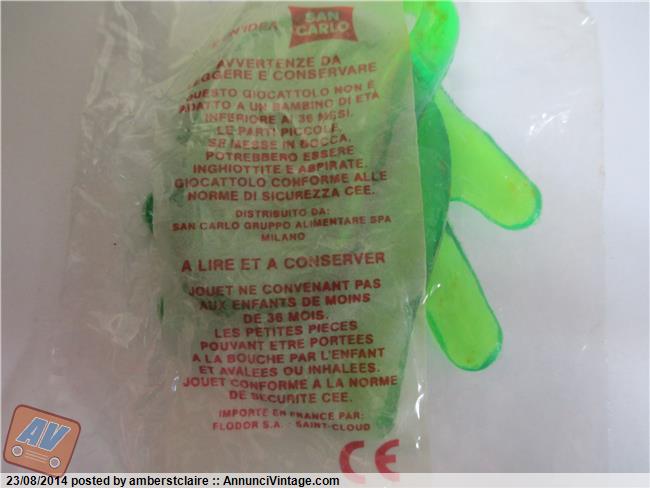 UN'IDEA
SAN
CARLO
AVVERTENZE DA
LEGGERE E CONSERVARE
QUESTO GIOCATTOLO NON È
ADATTO A UN BAMBINO DI ETÀ
INFERIORE AI 36 MESI.
LE PARTI PICCOLE,
SE MESSE IN BOCCA,
POTREBBERO ESSERE
INGHIOTTITE E ASPIRATE.
GIOCATTOLO CONFORME ALLE
NORME DI SICUREZZA CEE.
DISTRIBUITO DA:
SAN CARLO GRUPPO ALIMENTARE SPA
MILANO
A LIRE ET A CONSERVER
JOUET NE CONVENANT PAS
AUX ENFANTS DE MOINS
DE 36 MOIS.
LES PETITES PIECES
POUVANT ETRE PORTEES
A LA BOUCHE PAR L'ENFANT
ET AVALEES OU INHALEES.
JOUET CONFORME A LA NORME
DE SECURITE CEE.
IMPORTE EN FRANCE PAR:
FLODOR S.A. - SAINT-CLOUD
CE
AV
23/08/2014 posted by amberstclaire :: AnnunciVintage.com